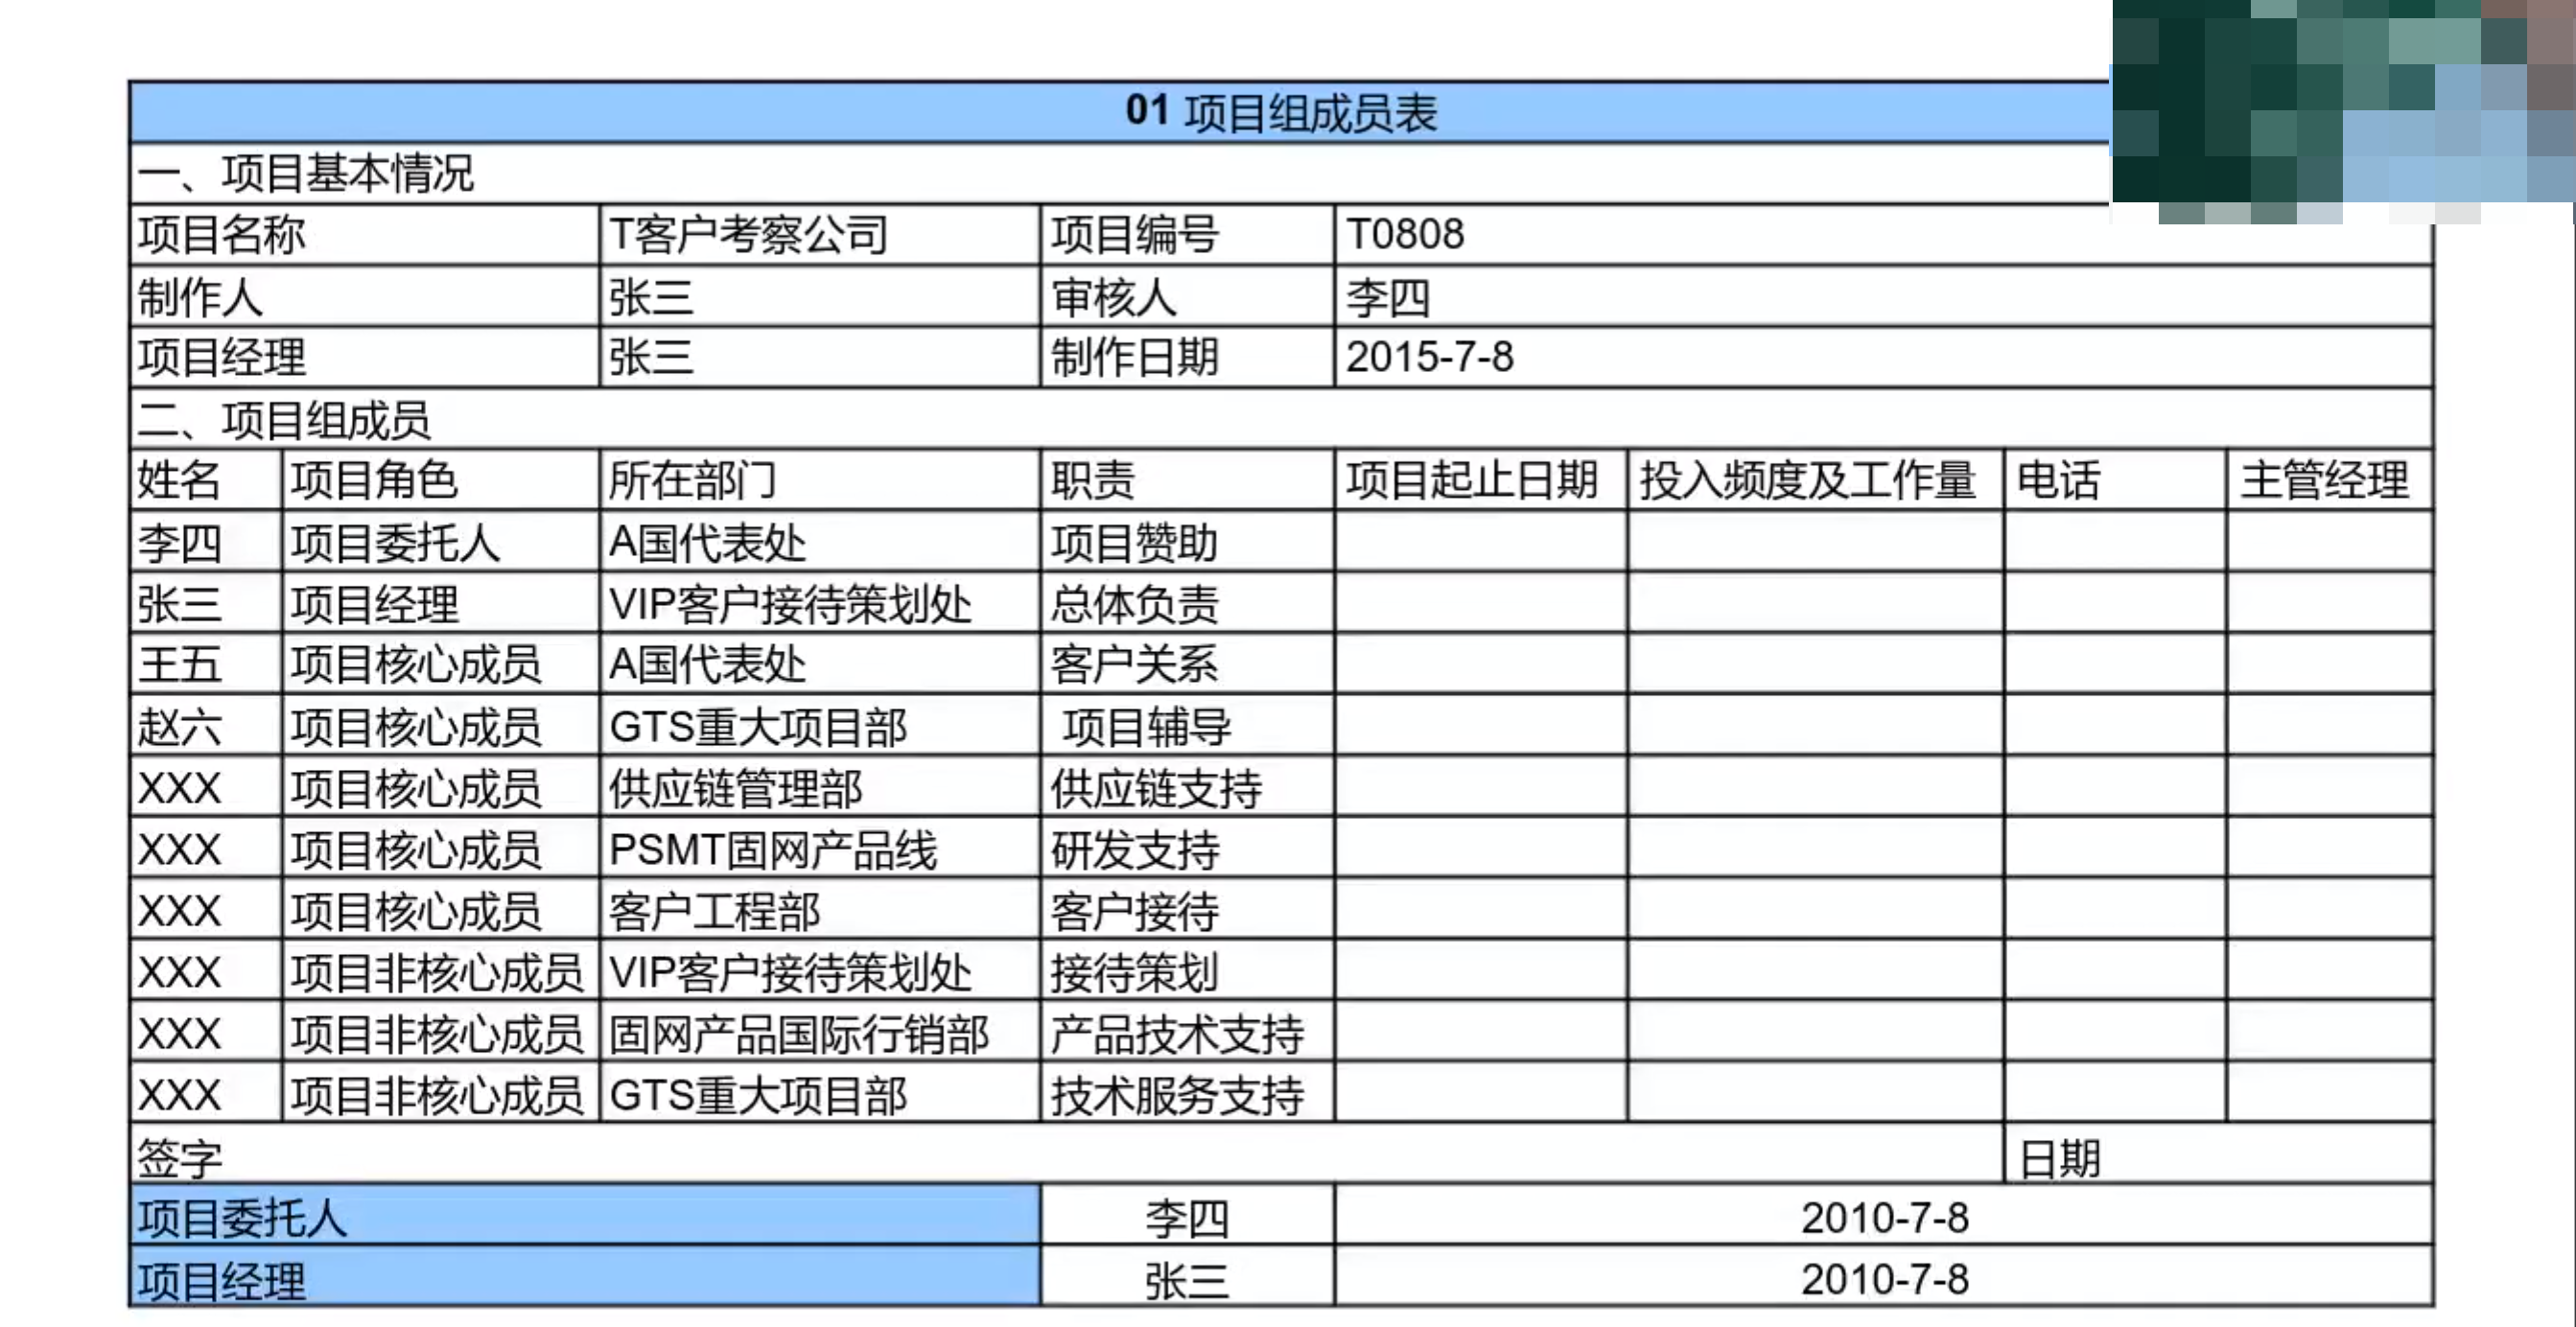 01 项目组成员表
一、项目基本情况
项目名称 T客户考察公司 项目编号 T0808
制作人 张三 审核人 李四
项目经理 张三 制作日期 2015-7-8
二、项目组成员
姓名 项目角色 所在部门 职责 项目起止日期 投入频度及工作量 电话 主管经理
李四 项目委托人 A国代表处 项目赞助
张三 项目经理 VIP客户接待策划处 总体负责
王五 项目核心成员 A国代表处 客户关系
赵六 项目核心成员 GTS重大项目部 项目辅导
XXX 项目核心成员 供应链管理部 供应链支持
XXX 项目核心成员 PSMT固网产品线 研发支持
XXX 项目核心成员 客户工程部 客户接待
XXX 项目非核心成员 VIP客户接待策划处 接待策划
XXX 项目非核心成员 固网产品国际行销部 产品技术支持
XXX 项目非核心成员 GTS重大项目部 技术服务支持
签字 日期
项目委托人 李四 2010-7-8
项目经理 张三 2010-7-8